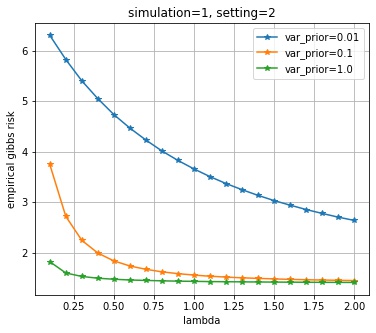 simulation=1, setting=2
var_prior=0.01
var_prior=0.1
var_prior=1.0
empirical gibbs risk
6
5
4
3
2
0.25 0.50 0.75 1.00 1.25 1.50 1.75 2.00
lambda